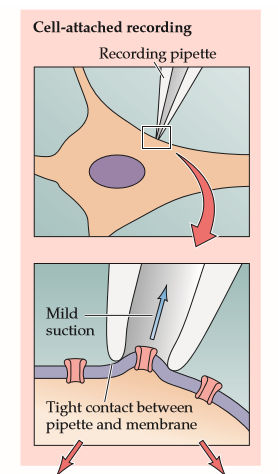 Cell-attached recording
Recording pipette
Mild
suction
Tight contact between
pipette and membrane